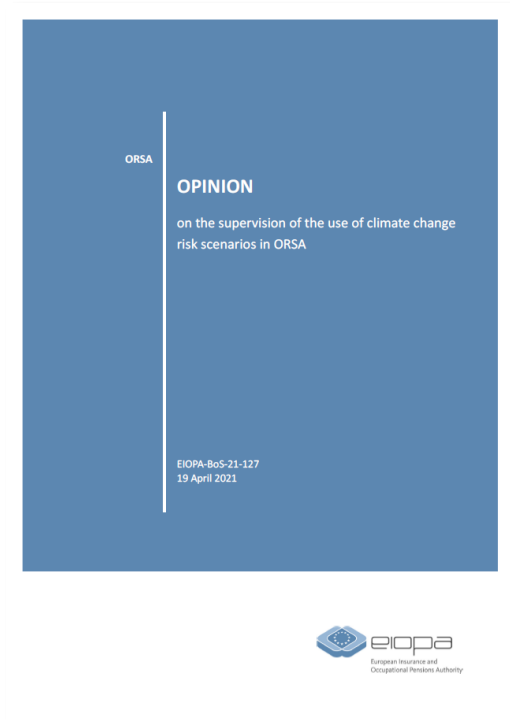 ORSA
OPINION
on the supervision of the use of climate change
risk scenarios in ORSA
EIOPA-BoS-21-127
19 April 2021
eiopa
European Insurance and
Occupational Pensions Authority